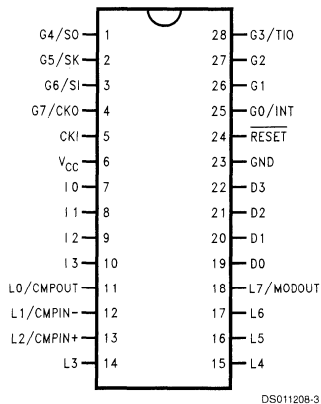 G4/SO 1 28 G3/TIO
G5/SK 2 27 G2
G6/SI 3 26 G1
G7/CKO 4 25 G0/INT
CKI 5 24 RESET
VCC 6 23 GND
I0 7 22 D3
I1 8 21 D2
I2 9 20 D1
I3 10 19 D0
L0/CMPOUT 11 18 L7/MODOUT
L1/CMPIN- 12 17 L6
L2/CMPIN+ 13 16 L5
L3 14 15 L4
DS011208-3